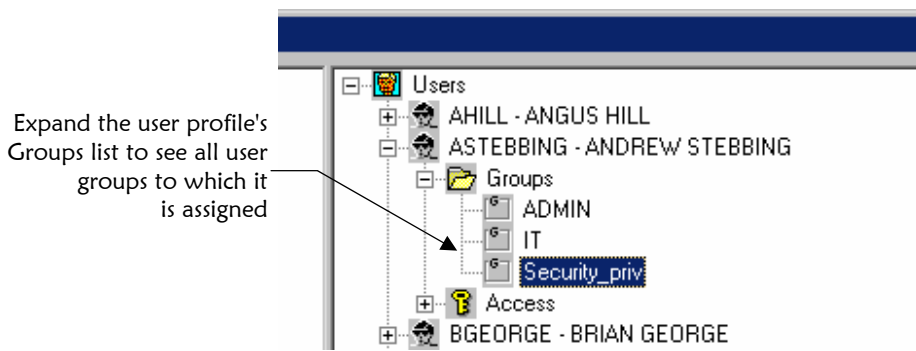 Expand the user profile's
Groups list to see all user
groups to which it
is assigned
Users
AHILL - ANGUS HILL
ASTEBBING - ANDREW STEBBING
Groups
G ADMIN
G IT
G Security_priv
Access
BGEORGE - BRIAN GEORGE